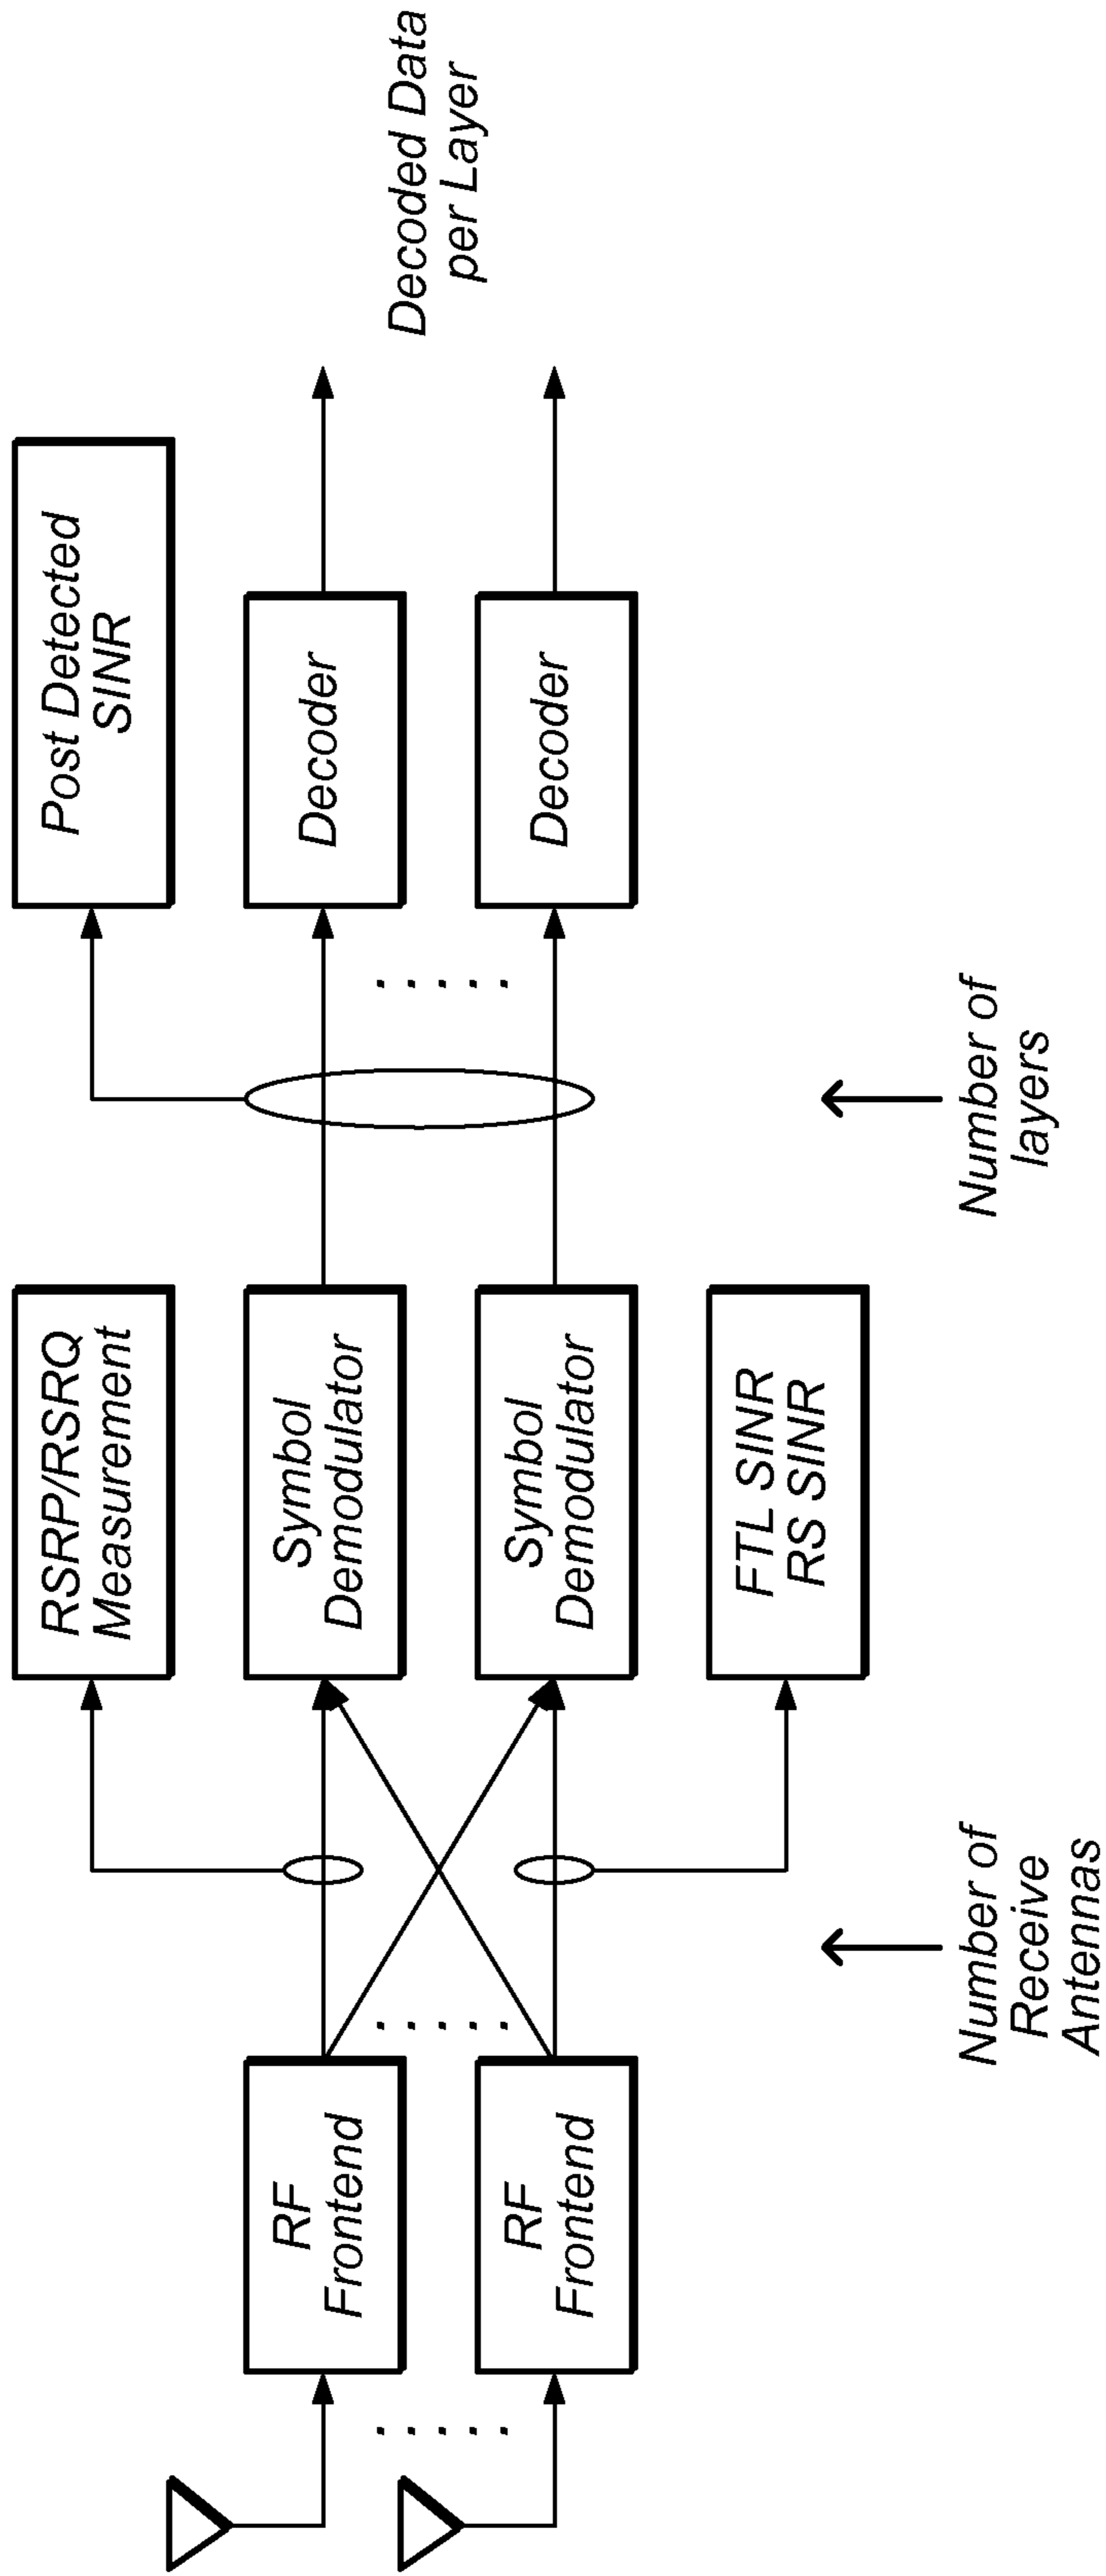 RF
Frontend
RF
Frontend
.....
.....
Number of
Receive
Antennas
RSRP/RSRQ
Measurement
Symbol
Demodulator
Symbol
Demodulator
FTL SINR
RS SINR
Number of
layers
.....
Post Detected
SINR
Decoder
Decoder
Decoded Data
per Layer